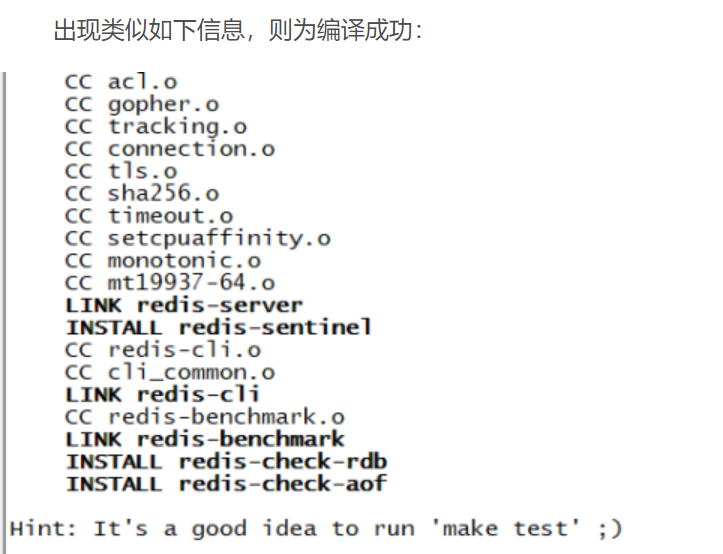 出现类似如下信息，则为编译成功：
CC acl.o
CC gopher.o
CC tracking.o
CC connection.o
CC tls.o
CC sha256.o
CC timeout.o
CC setcpuaffinity.o
CC monotonic.o
CC mt19937-64.o
LINK redis-server
INSTALL redis-sentinel
CC redis-cli.o
CC cli_common.o
LINK redis-cli
CC redis-benchmark.o
LINK redis-benchmark
INSTALL redis-check-rdb
INSTALL redis-check-aof
Hint: It's a good idea to run 'make test' ;)